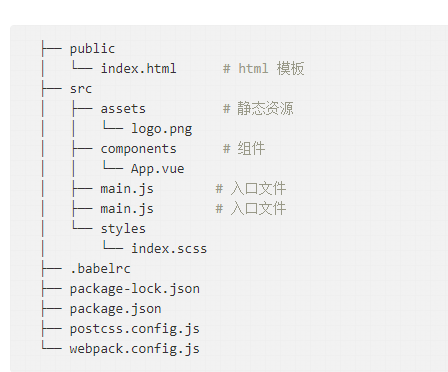 ├── public
│   └── index.html      # html 模板
├── src
│   ├── assets          # 静态资源
│   │   └── logo.png
│   ├── components      # 组件
│   │   └── App.vue
│   ├── main.js        # 入口文件
│   ├── main.js        # 入口文件
│   └── styles
│       └── index.scss
├── .babelrc
├── package-lock.json
├── package.json
├── postcss.config.js
└── webpack.config.js